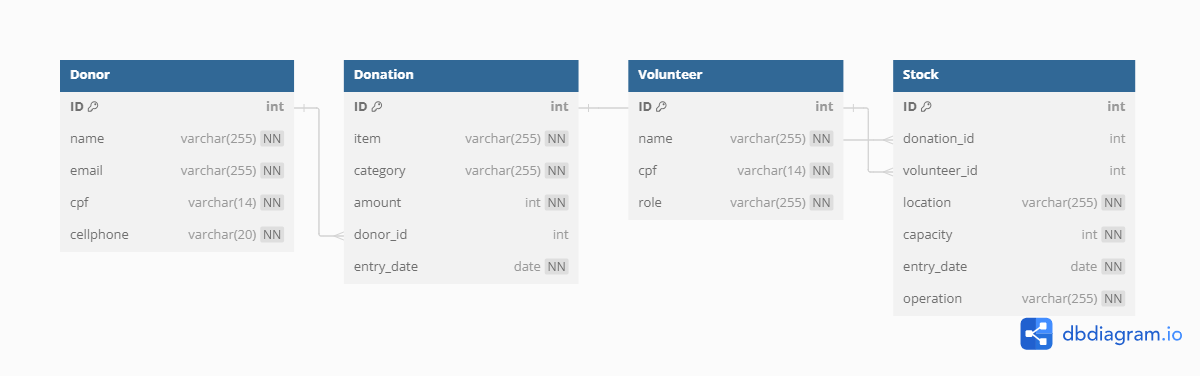 Donor
ID int
name varchar(255) NN
email varchar(255) NN
cpf varchar(14) NN
cellphone varchar(20) NN
Donation
ID int
item varchar(255) NN
category varchar(255) NN
amount int NN
donor_id int
entry_date date NN
Volunteer
ID int
name varchar(255) NN
cpf varchar(14) NN
role varchar(255) NN
Stock
ID int
donation_id int
volunteer_id int
location varchar(255) NN
capacity int NN
entry_date date NN
operation varchar(255) NN
dbdiagram.io